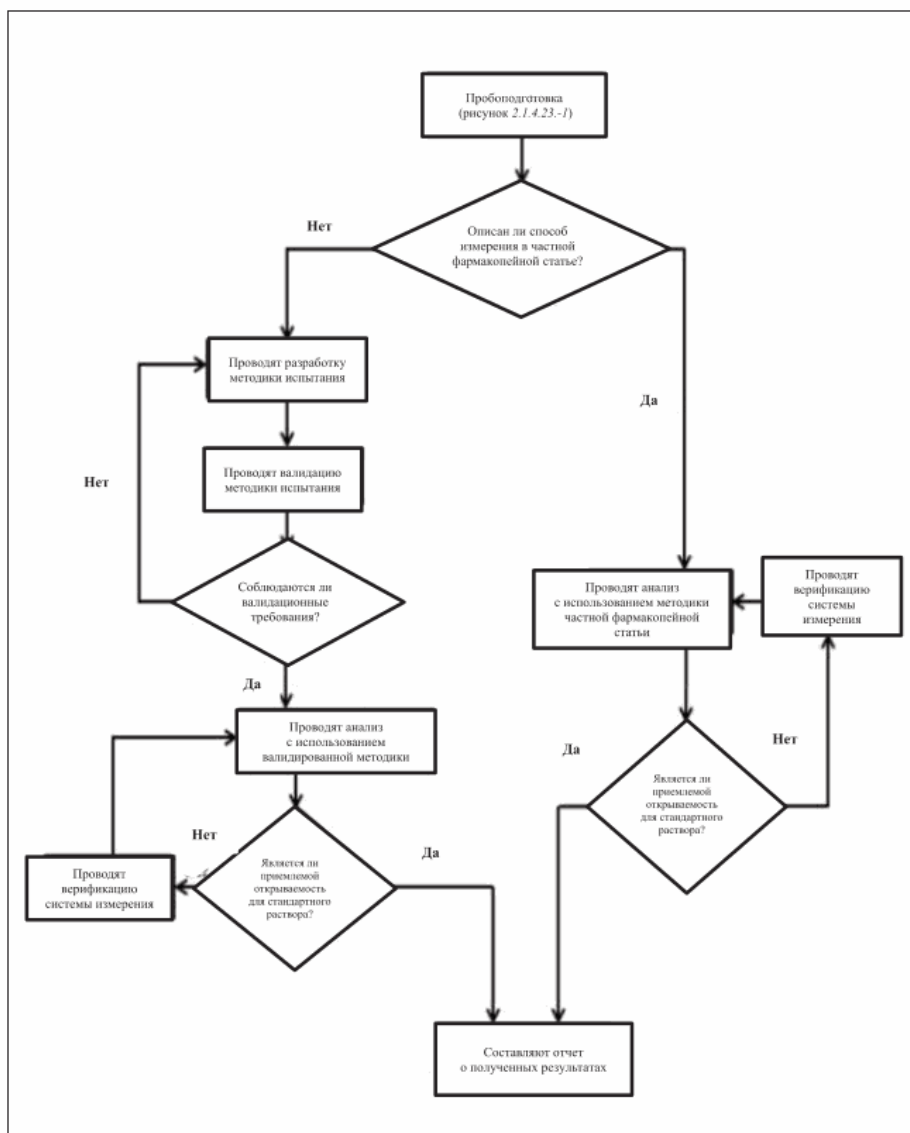 Пробоподготовка
(рисунок 2.1.4.23.-1)
Нет
Описан ли способ
измерения в частной
фармакопейной статье?
Проводят разработку
методики испытания
Да
Нет
Проводят валидацию
методики испытания
Соблюдаются ли
валидационные
требования?
Проводят анализ
с использованием методики
частной фармакопейной
статьи
Проводят
верификацию
системы
измерения
Да
Проводят анализ
с использованием
валидированной методики
Да
Нет
Является ли
приемлемой
открываемость
для стандартного
раствора?
Нет
Да
Проводят
верификацию
системы измерения
Является ли
приемлемой
открываемость
для стандартного
раствора?
Составляют отчет
о полученных результатах